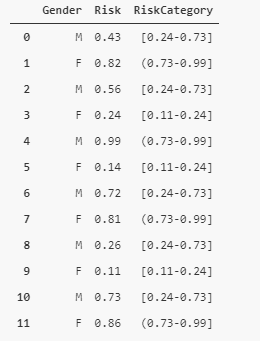 Gender Risk RiskCategory
0 M 0.43 [0.24-0.73]
1 F 0.82 (0.73-0.99]
2 M 0.56 [0.24-0.73]
3 F 0.24 [0.11-0.24]
4 M 0.99 (0.73-0.99]
5 F 0.14 [0.11-0.24]
6 M 0.72 [0.24-0.73]
7 F 0.81 (0.73-0.99]
8 M 0.26 [0.24-0.73]
9 F 0.11 [0.11-0.24]
10 M 0.73 [0.24-0.73]
11 F 0.86 (0.73-0.99]